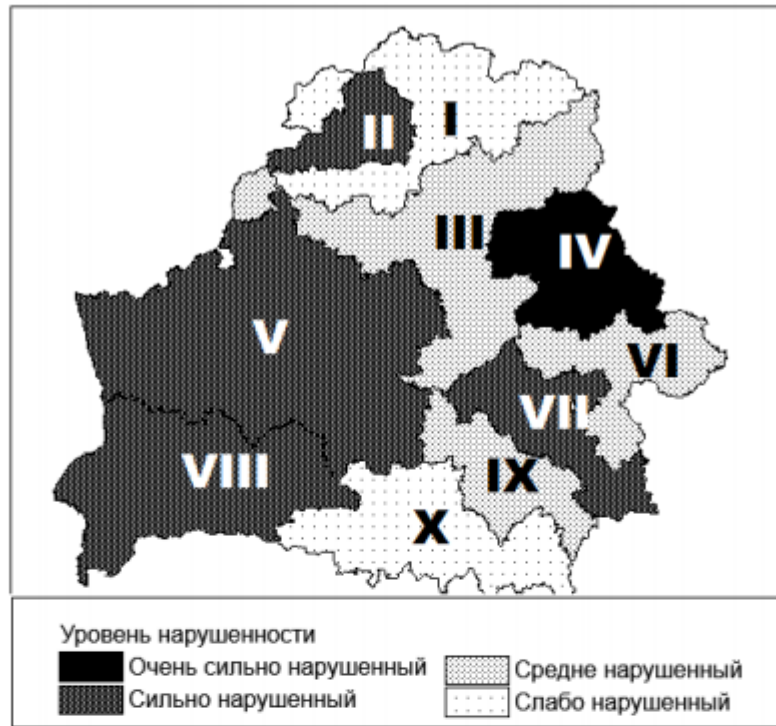 I
II
III
IV
V
VI
VII
VIII
IX
X
Уровень нарушенности
Очень сильно нарушенный
Средне нарушенный
Сильно нарушенный
Слабо нарушенный